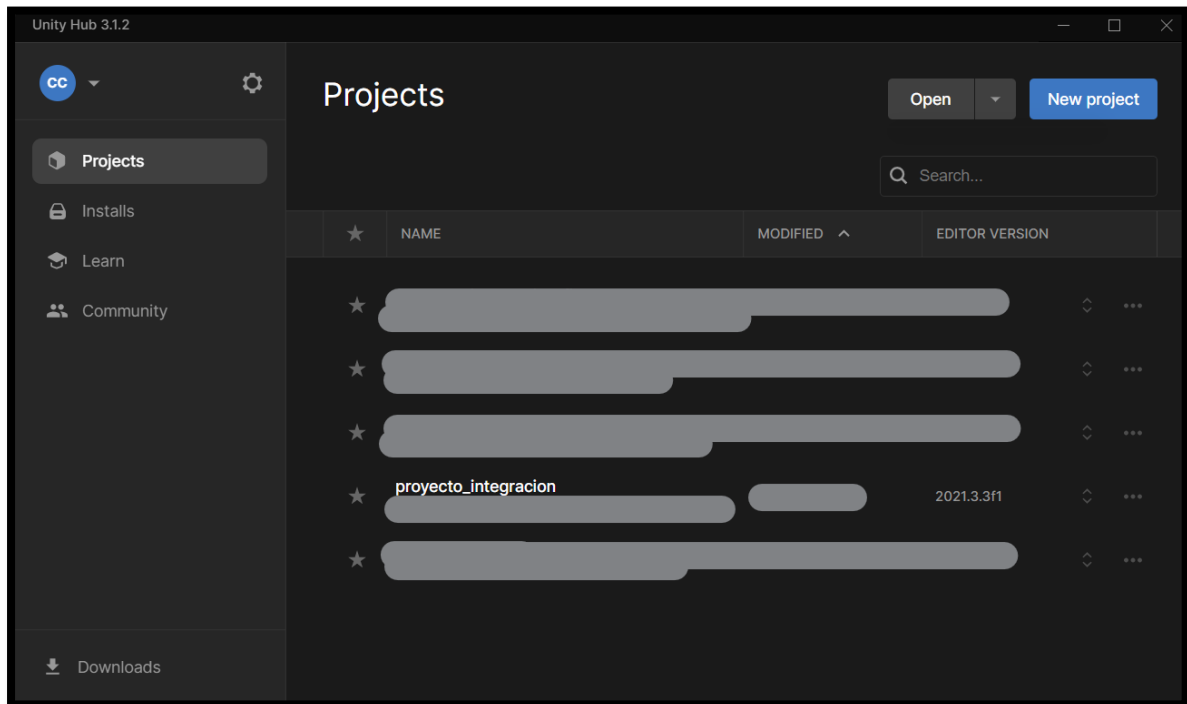 Unity Hub 3.1.2
CC
Projects
Open
New project
Projects
Search...
Installs
NAME
MODIFIED
EDITOR VERSION
Learn
Community
proyecto_integracion
2021.3.3f1
Downloads